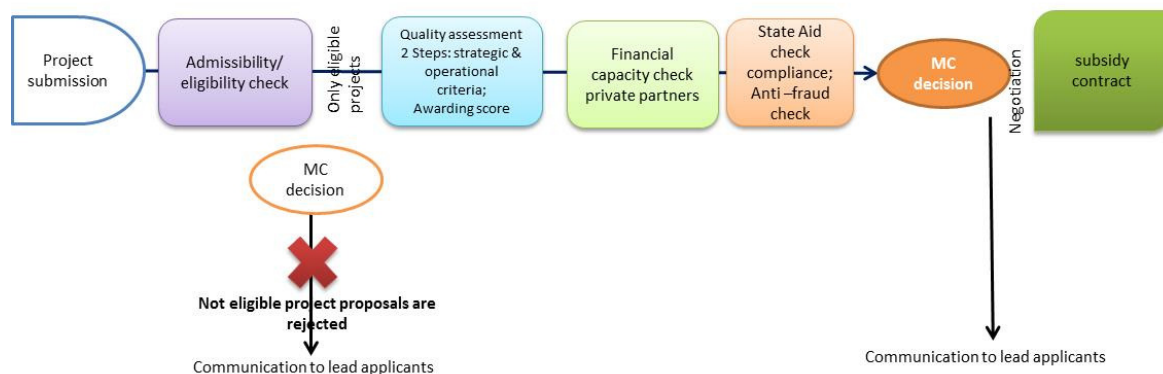 Project
submission
Admissibility/
eligibility check
Only eligible
projects
Quality assessment
2 Steps: strategic &
operational
criteria;
Awarding score
Financial
capacity check
private partners
State Aid
check
compliance;
Anti –fraud
check
MC
decision
Negotiation
subsidy
contract
MC
decision
Not eligible project proposals are
rejected
Communication to lead applicants
Communication to lead applicants